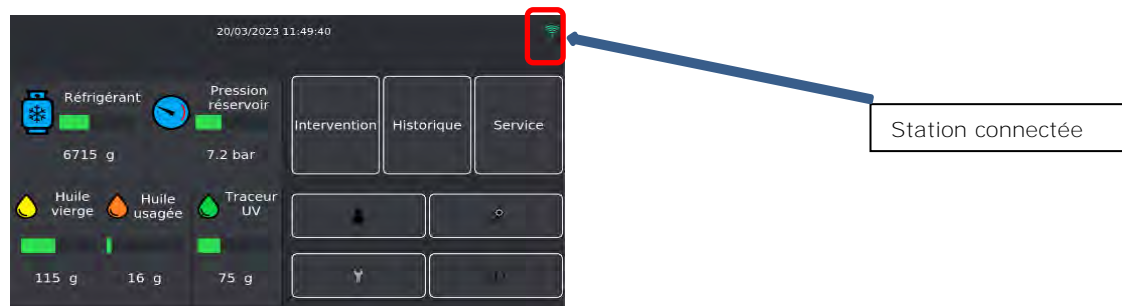 20/03/2023 11:49:40
Réfrigérant
6715 g
Pression
réservoir
7.2 bar
Intervention
Historique
Service
Huile
vierge
115 g
Huile
usagée
16 g
Traceur
UV
75 g
Station connectée